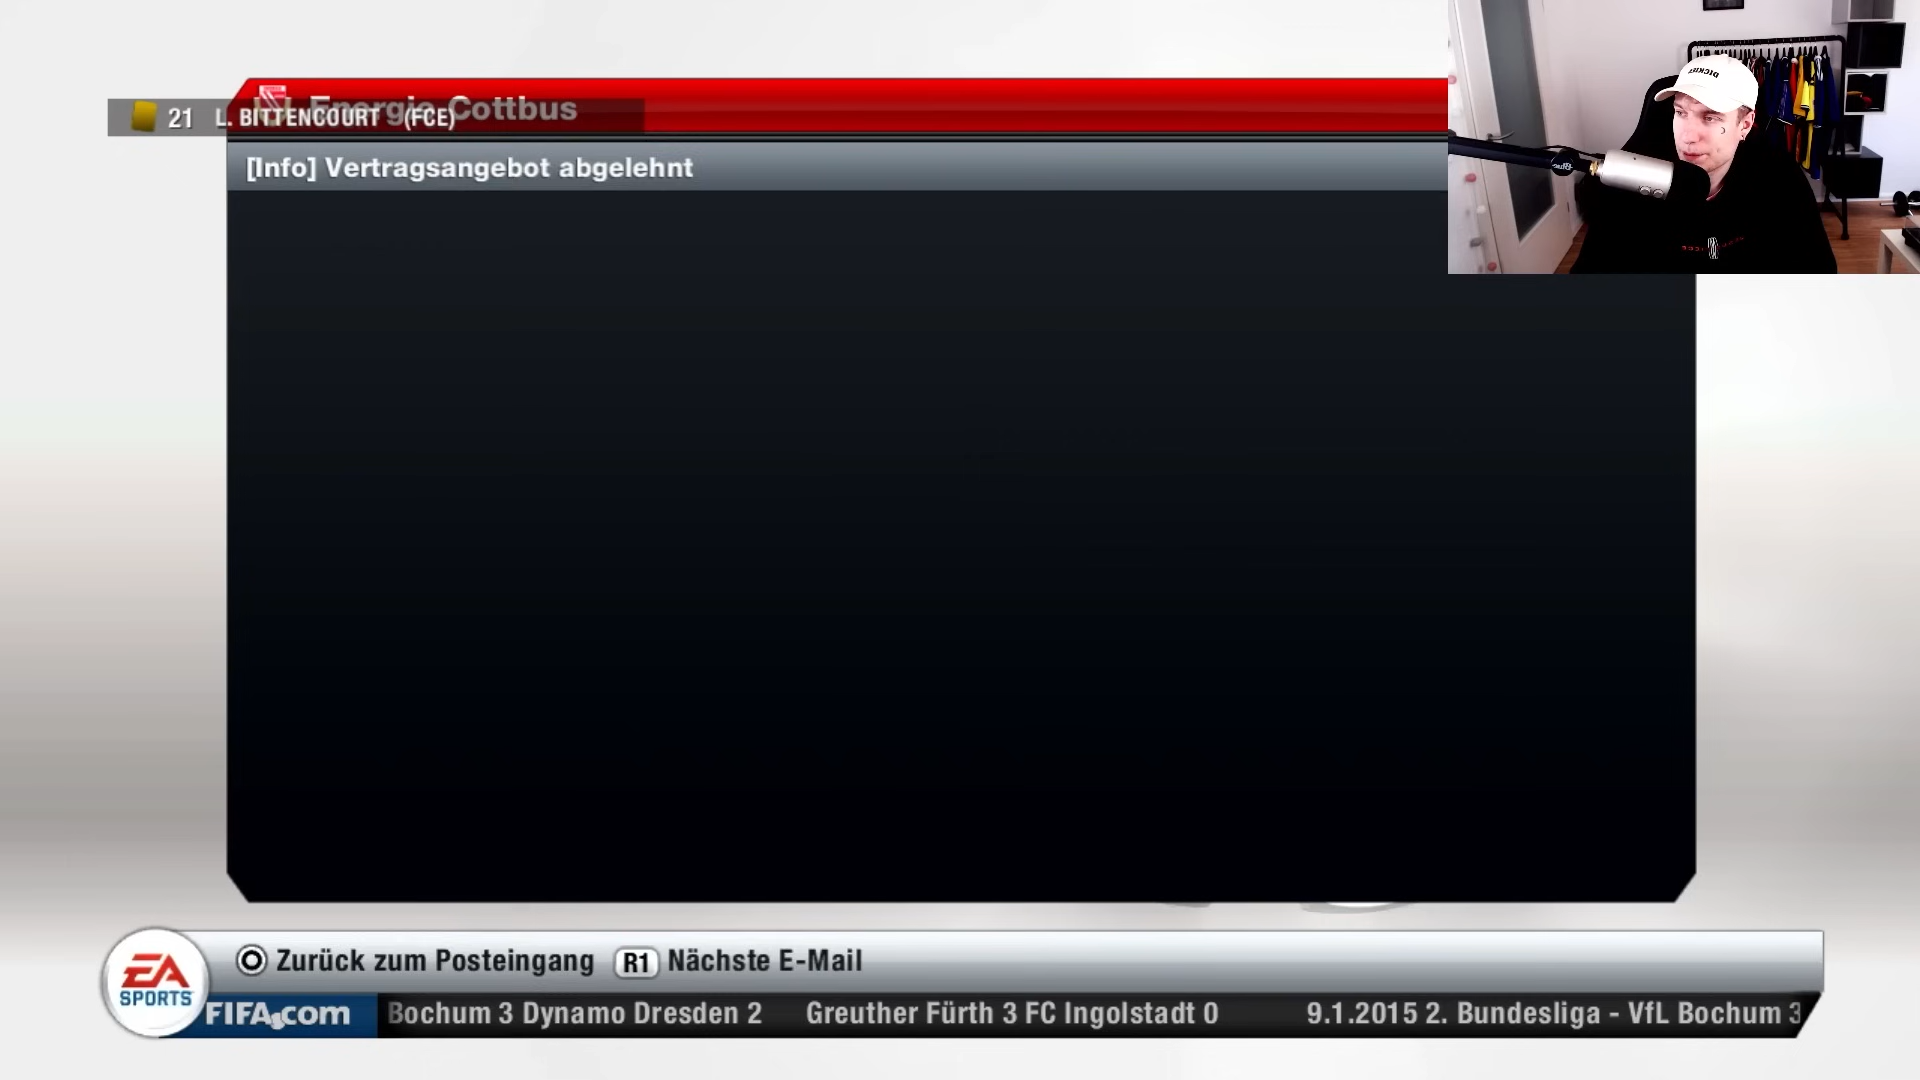 Energie Cottbus
21 L. BITTENCOURT (FCE)
[Info] Vertragsangebot abgelehnt
DICKIES
Zurück zum Posteingang R1 Nächste E-Mail
EA
SPORTS
FIFA.com Bochum 3 Dynamo Dresden 2 Greuther Fürth 3 FC Ingolstadt 0 9.1.2015 2. Bundesliga - VfL Bochum 3